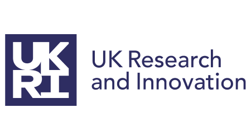 UK
RI
UK Research
and Innovation